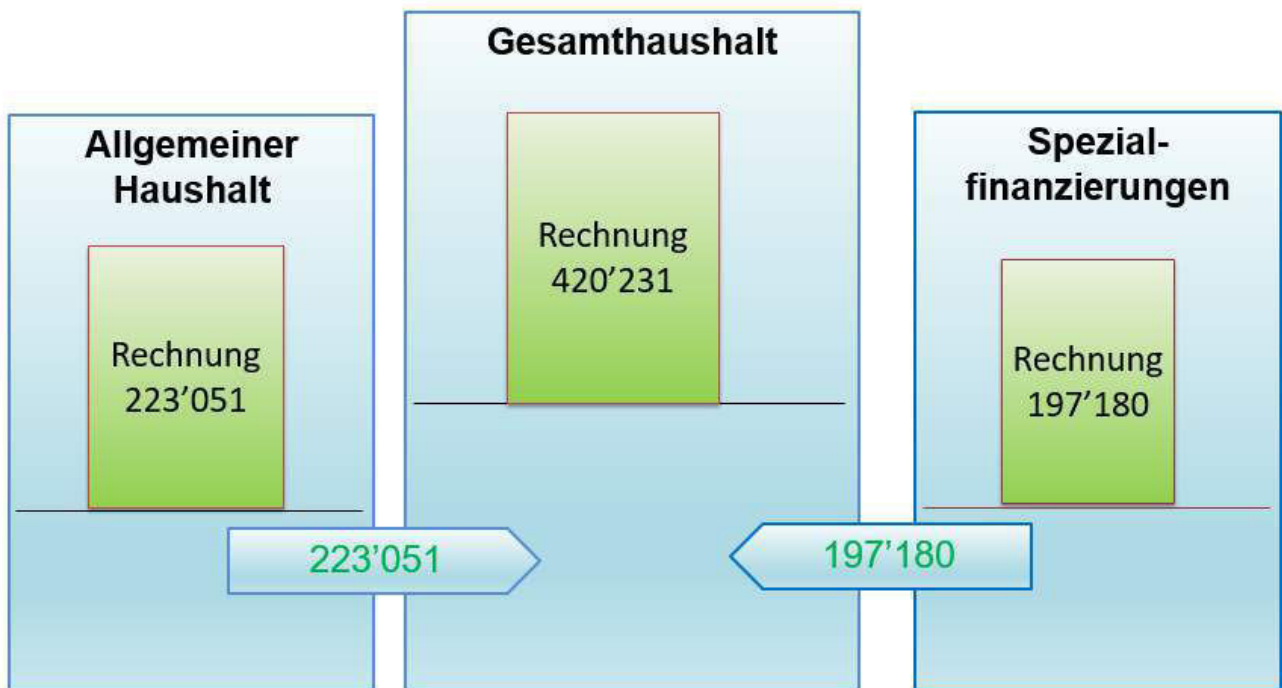 Allgemeiner
Haushalt
Rechnung
223’051
223’051
Gesamthaushalt
Rechnung
420’231
Spezial-
finanzierungen
Rechnung
197’180
197’180